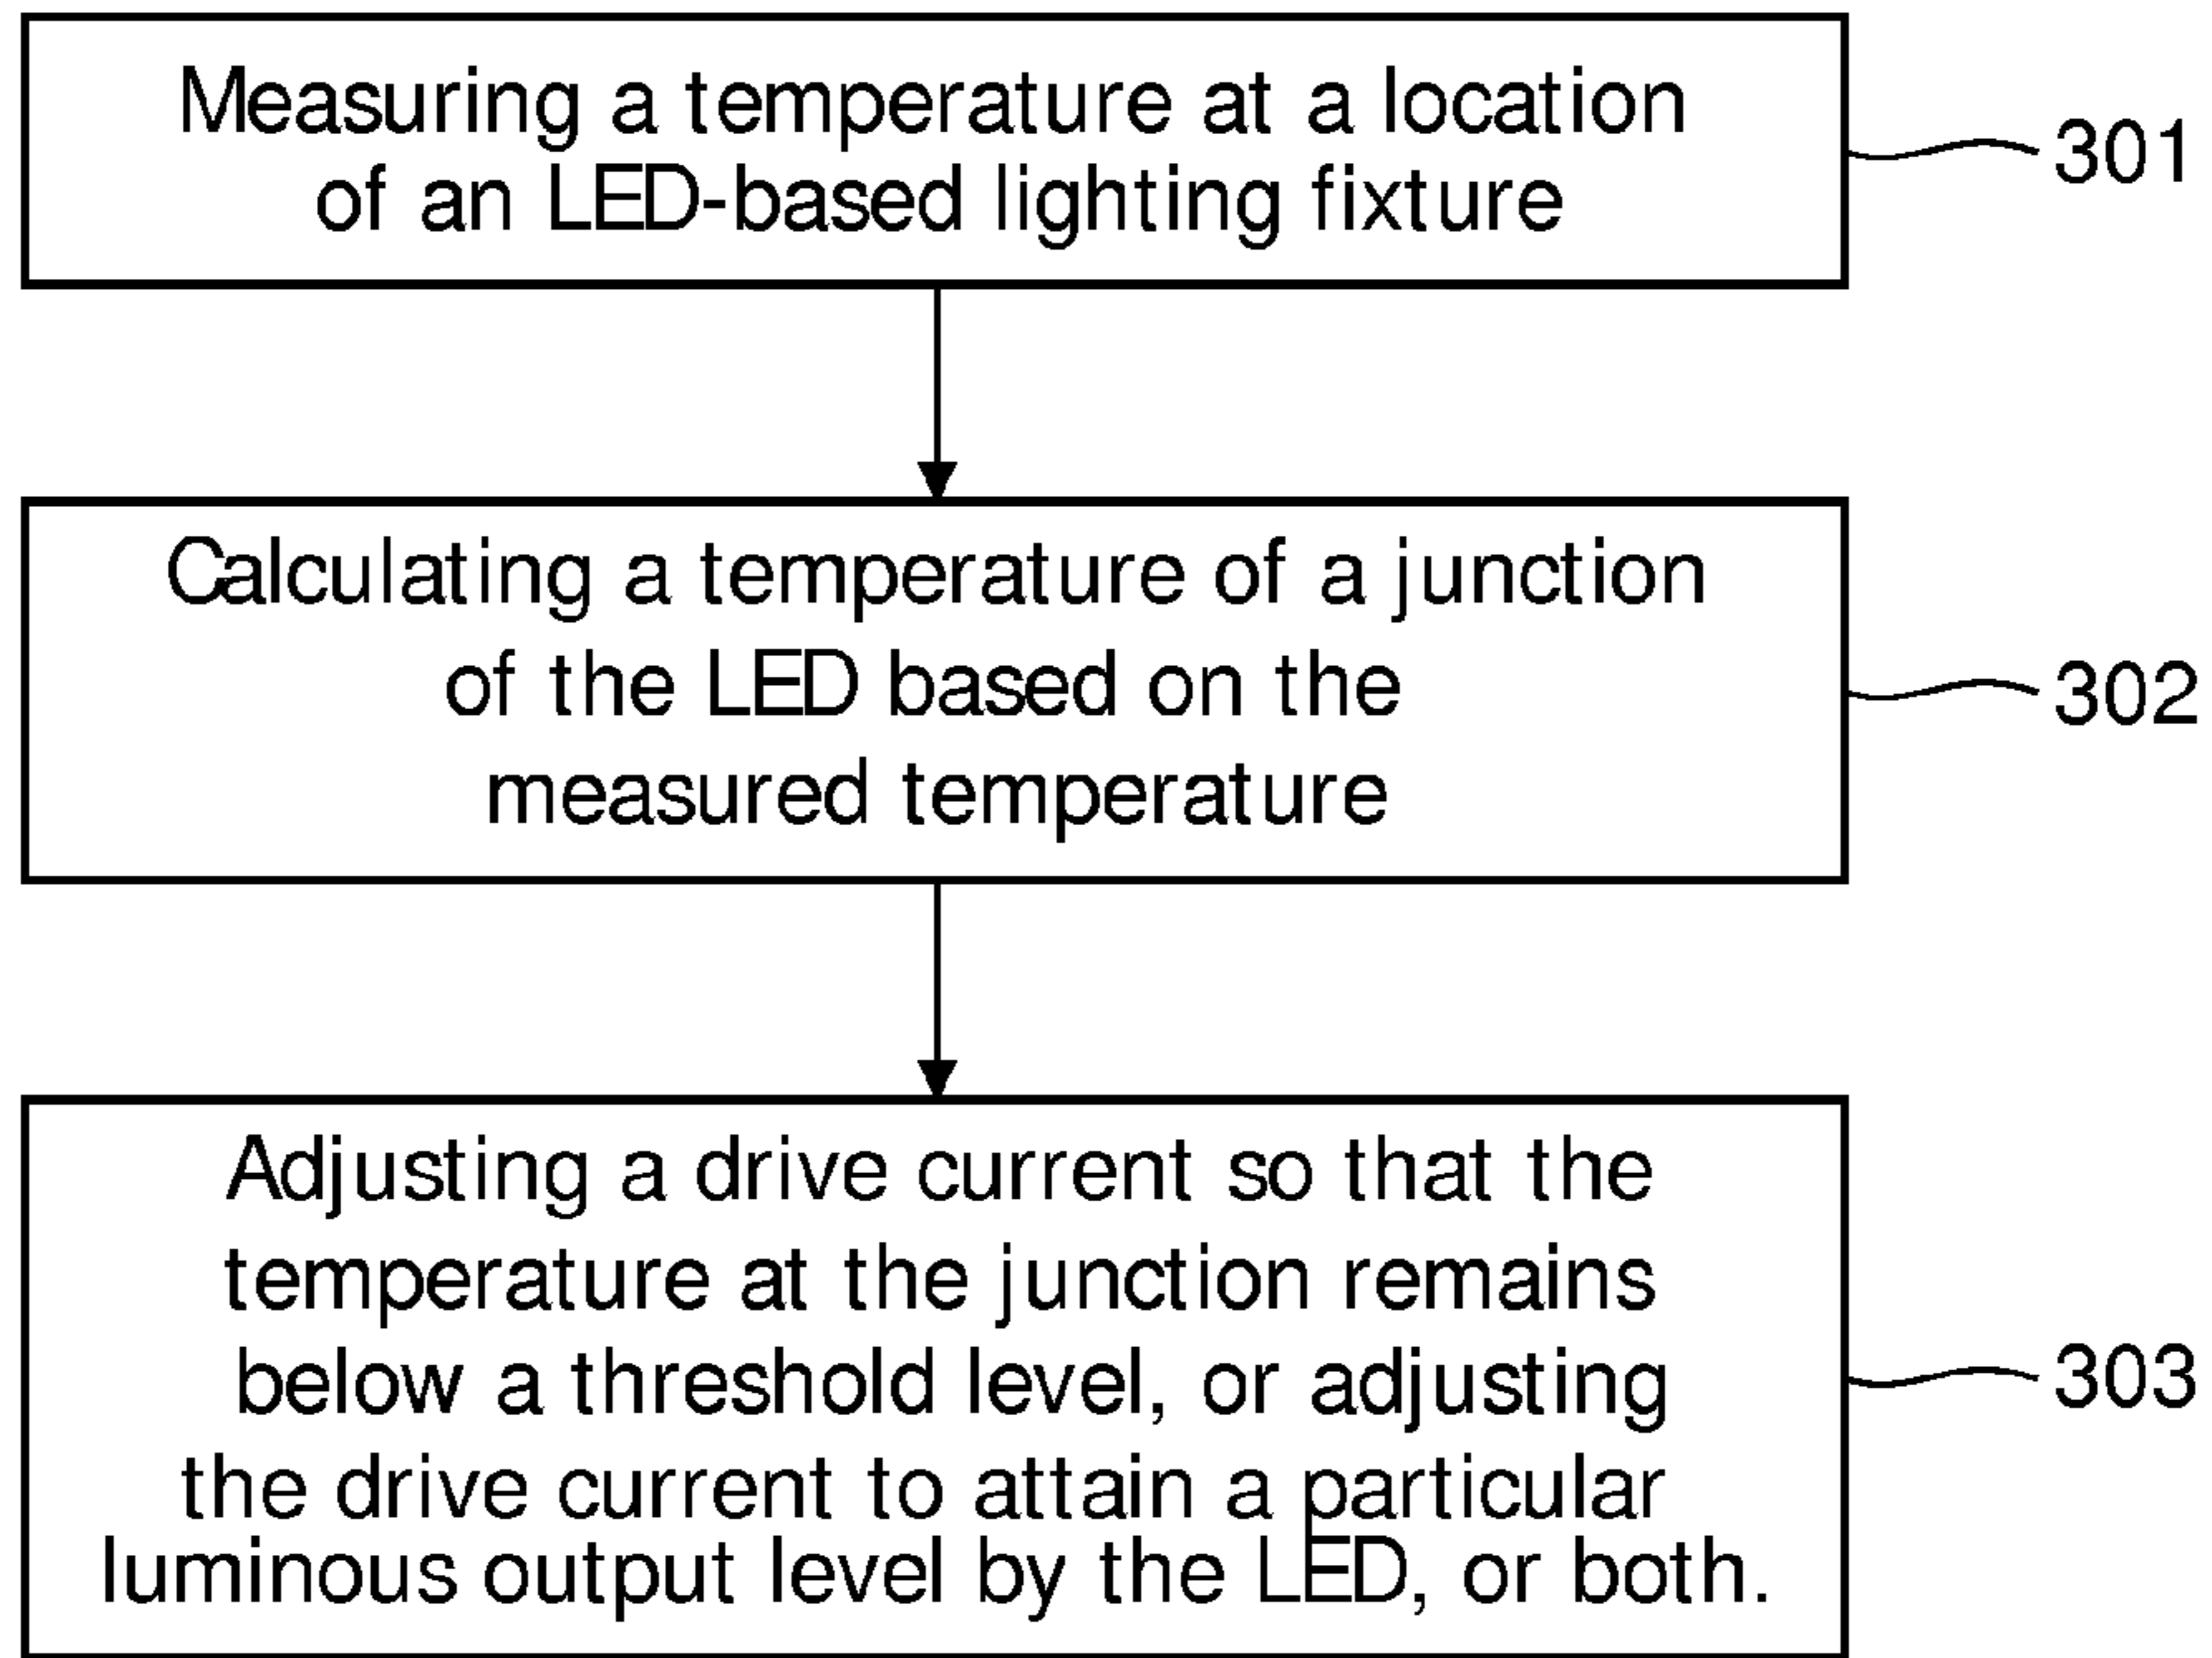 Measuring a temperature at a location
of an LED-based lighting fixture
301
Calculating a temperature of a junction
of the LED based on the
measured temperature
302
Adjusting a drive current so that the
temperature at the junction remains
below a threshold level, or adjusting
the drive current to attain a particular
luminous output level by the LED, or both.
303